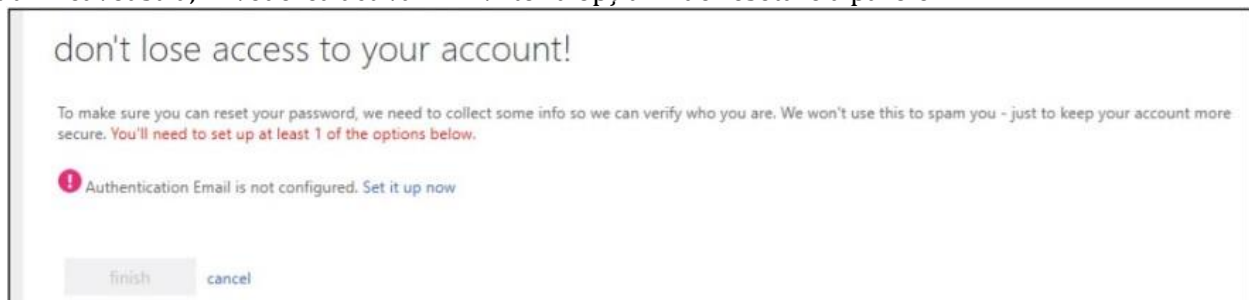 don't lose access to your account!
To make sure you can reset your password, we need to collect some info so we can verify who you are. We won't use this to spam you - just to keep your account more
secure. You'll need to set up at least 1 of the options below.
! Authentication Email is not configured. Set it up now
finish cancel